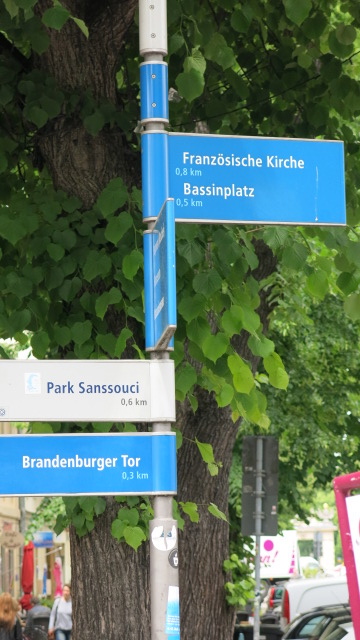 Französische Kirche
0,8 km
Bassinplatz
0,5 km
Park Sanssouci
0,6 km
Brandenburger Tor
0,3 km